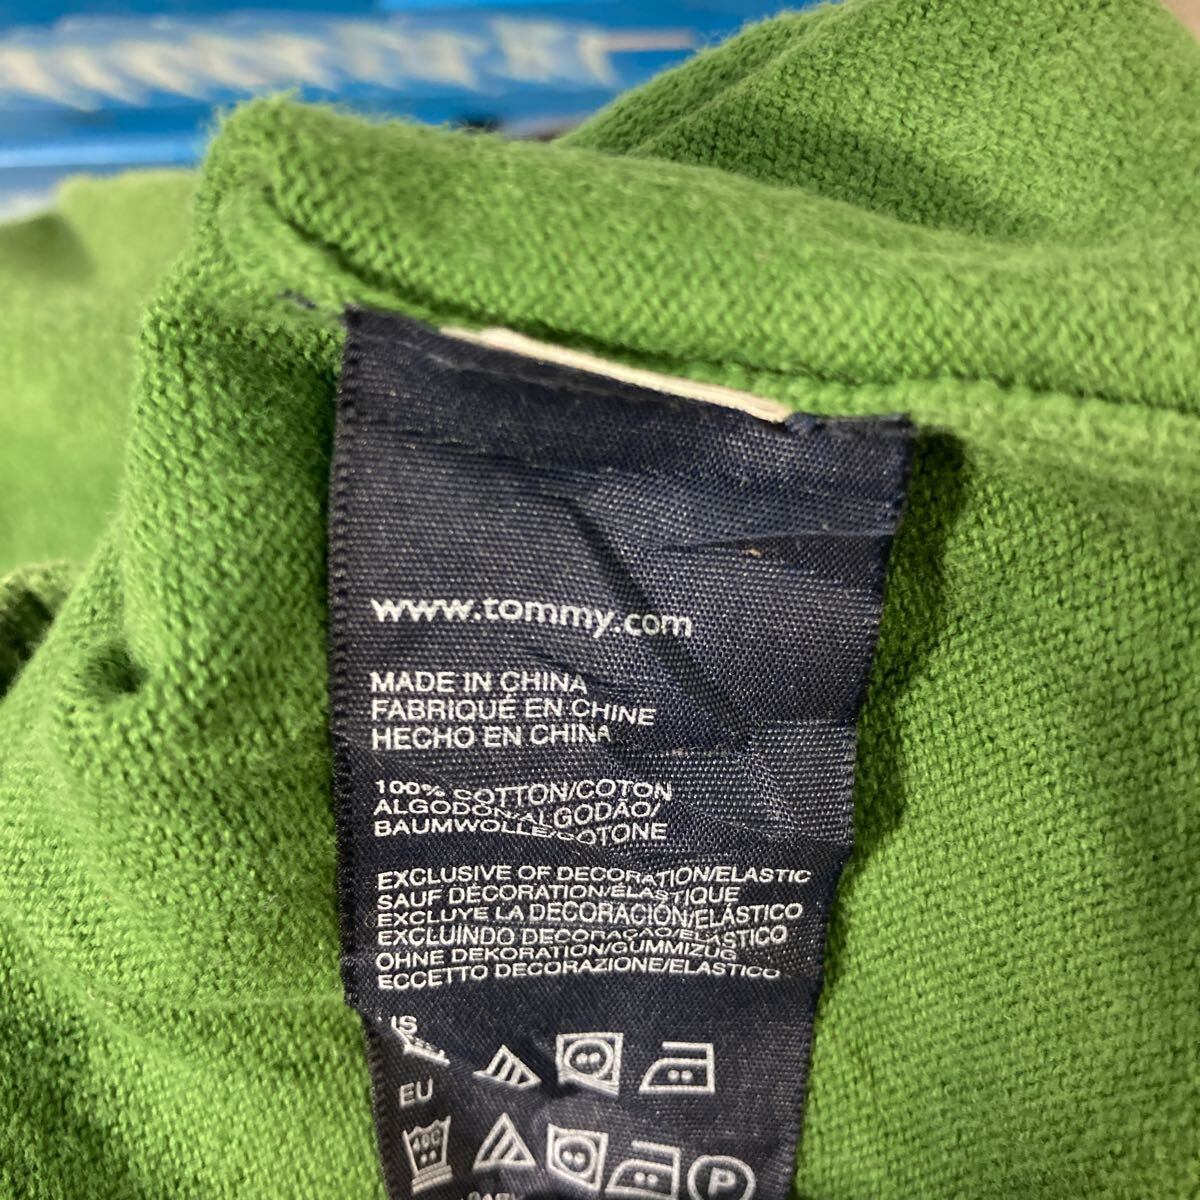 www.tommy.com
MADE IN CHINA
FABRIQUÉ EN CHINE
HECHO EN CHINA
100% COTTON/COTON
ALGODON/ALGODÃO/
BAUMWOLLE/COTONE
EXCLUSIVE OF DECORATION/ELASTIC
SAUF DÉCORATION/ÉLASTIQUE
EXCLUYE LA DECORACIÓN/ELÁSTICO
EXCLUINDO DECORAÇÃO/ELÁSTICO
OHNE DEKORATION/GUMMIZUG
ECCETTO DECORAZIONE/ELASTICO
US
EU
40C
P